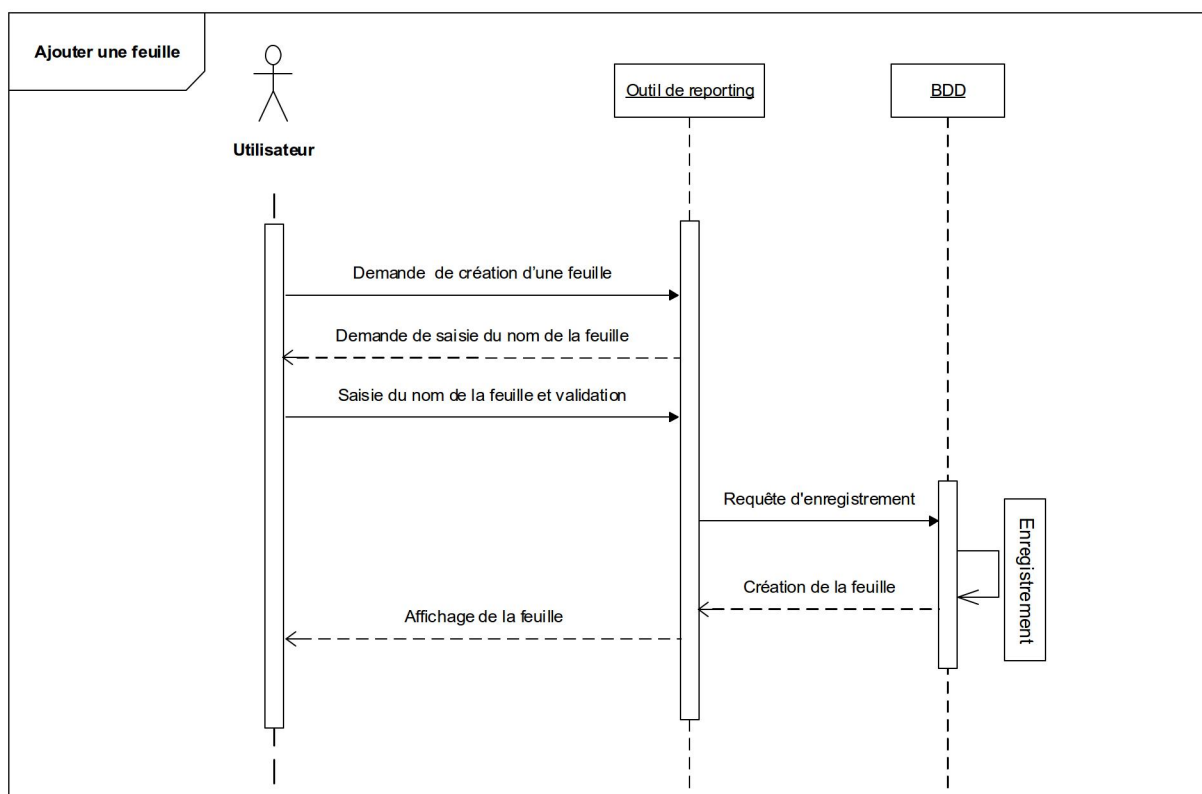 Ajouter une feuille
Utilisateur
Outil de reporting
BDD
Demande de création d'une feuille
Demande de saisie du nom de la feuille
Saisie du nom de la feuille et validation
Requête d'enregistrement
Enregistrement
Création de la feuille
Affichage de la feuille